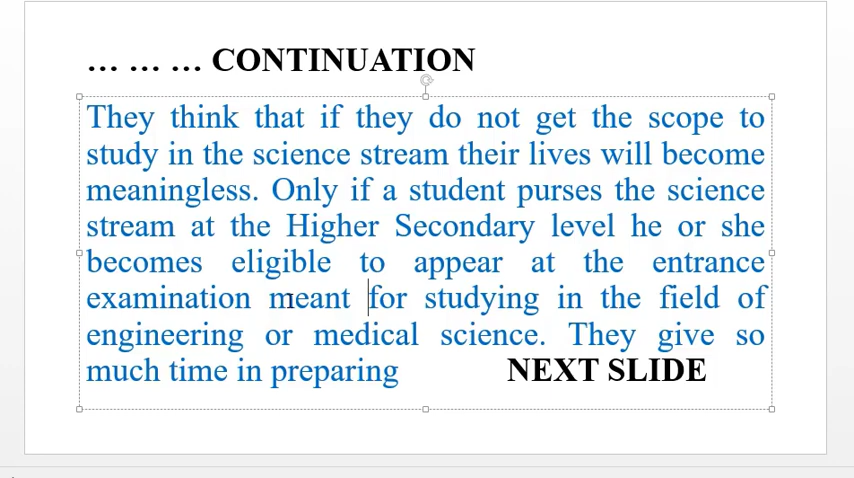 … … … CONTINUATION
They think that if they do not get the scope to
study in the science stream their lives will become
meaningless. Only if a student purses the science
stream at the Higher Secondary level he or she
becomes eligible to appear at the entrance
examination meant for studying in the field of
engineering or medical science. They give so
much time in preparing NEXT SLIDE